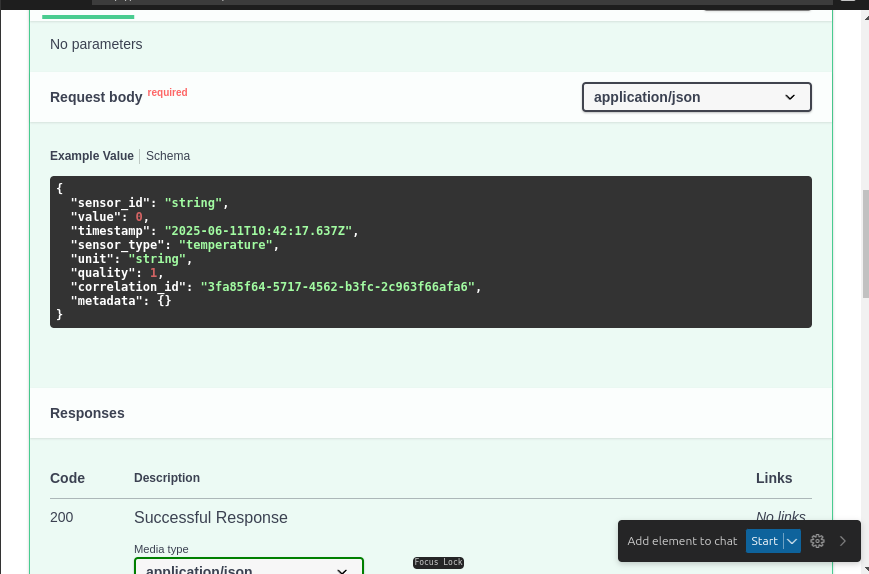 No parameters
Request body required
application/json
Example Value
Schema
{
"sensor_id": "string",
"value": 0,
"timestamp": "2025-06-11T10:42:17.637Z",
"sensor_type": "temperature",
"unit": "string",
"quality": 1,
"correlation_id": "3fa85f64-5717-4562-b3fc-2c963f66afa6",
"metadata": {}
}
Responses
Code Description Links
200 Successful Response No links
Media type
application/json
Focus Lock
Add element to chat Start